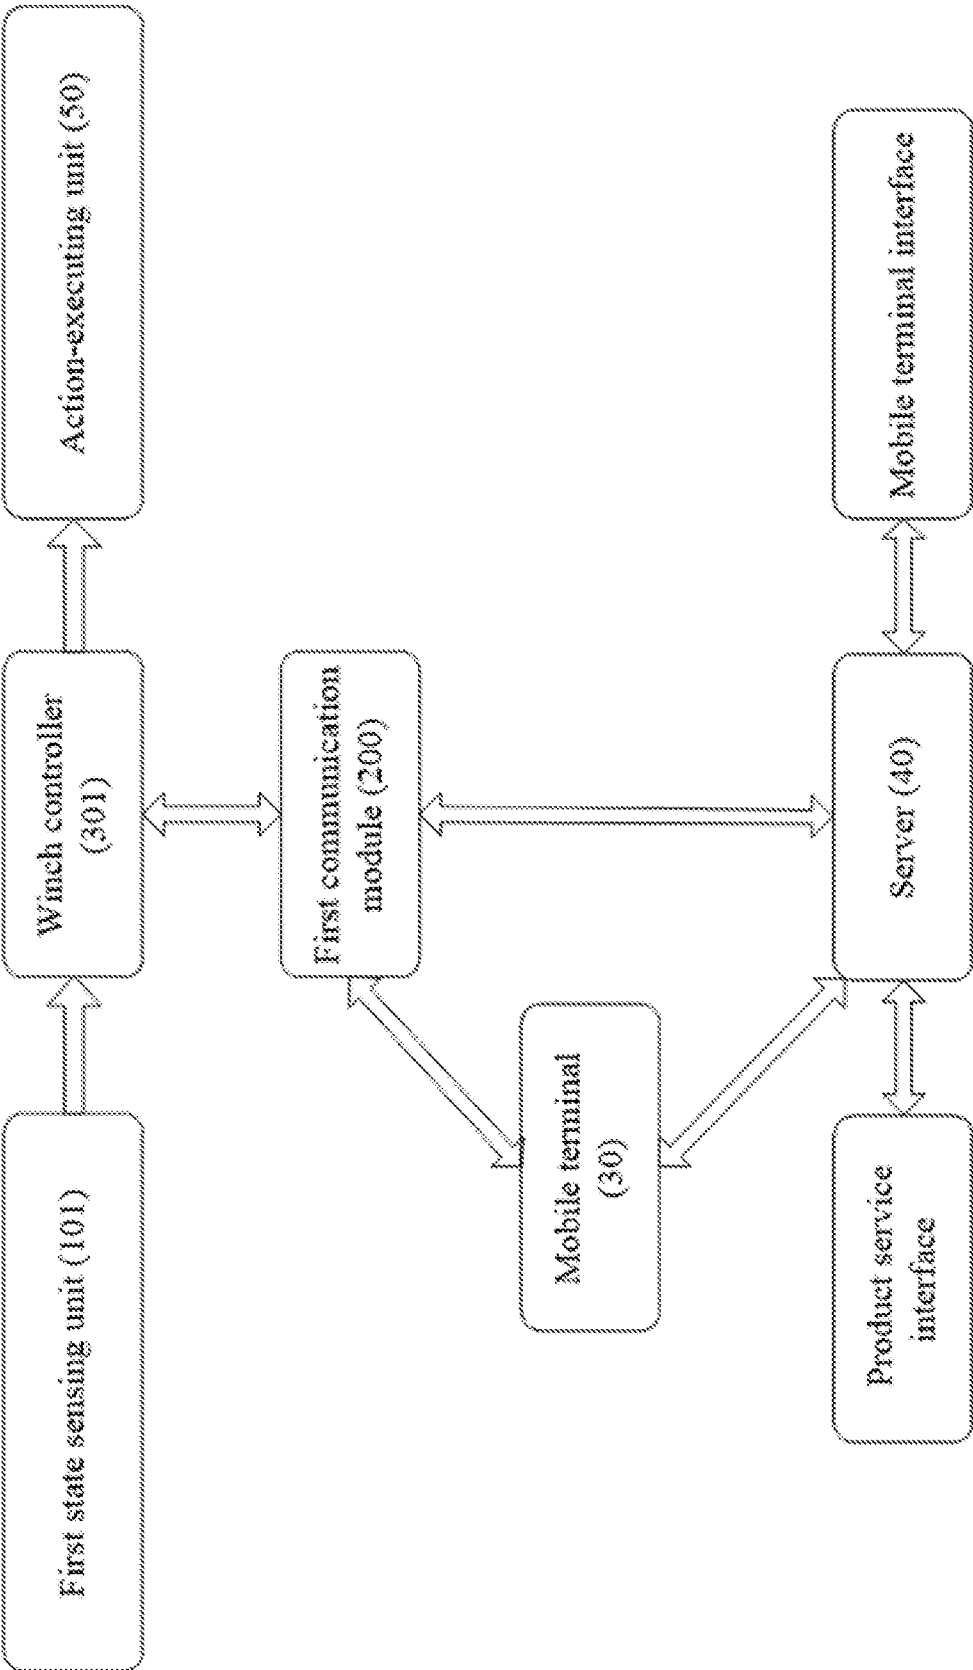 First state sensing unit (101)
Winch controller
(301)
Action-executing unit (50)
First communication
module (200)
Mobile terminal
(30)
Product service
interface
Server (40)
Mobile terminal interface